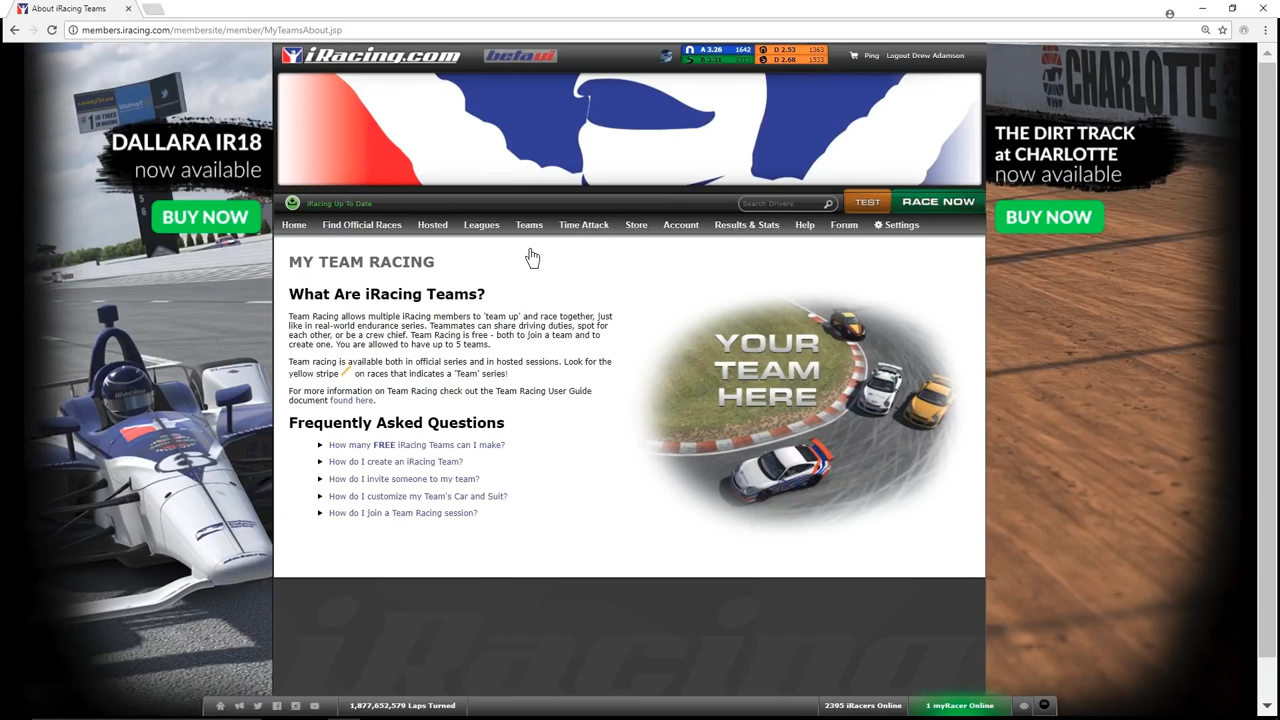 About iRacing Teams
members.iracing.com/membersite/member/MyTeamsAbout.jsp
iRacing.com
betaui
A 3.26 1642
D 2.53 1363
D 2.68 1533
Ping
Logout Drew Adamson
#1 IN TIRES
Walmart
DALLARA IR18
now available
BUY NOW
CHARLOTTE
THE DIRT TRACK
at CHARLOTTE
now available
BUY NOW
iRacing Up To Date
Search Drivers
TEST
RACE NOW
Home
Find Official Races
Hosted
Leagues
Teams
Time Attack
Store
Account
Results & Stats
Help
Forum
Settings
MY TEAM RACING
What Are iRacing Teams?
Team Racing allows multiple iRacing members to 'team up' and race together, just
like in real-world endurance series. Teammates can share driving duties, spot for
each other, or be a crew chief. Team Racing is free - both to join a team and to
create one. You are allowed to have up to 5 teams.
Team racing is available both in official series and in hosted sessions. Look for the
yellow stripe on races that indicates a 'Team' series!
For more information on Team Racing check out the Team Racing User Guide
document found here.
Frequently Asked Questions
How many FREE iRacing Teams can I make?
How do I create an iRacing Team?
How do I invite someone to my team?
How do I customize my Team's Car and Suit?
How do I join a Team Racing session?
YOUR
TEAM
HERE
iRacing
1,877,652,579 Laps Turned
2395 iRacers Online
1 myRacer Online